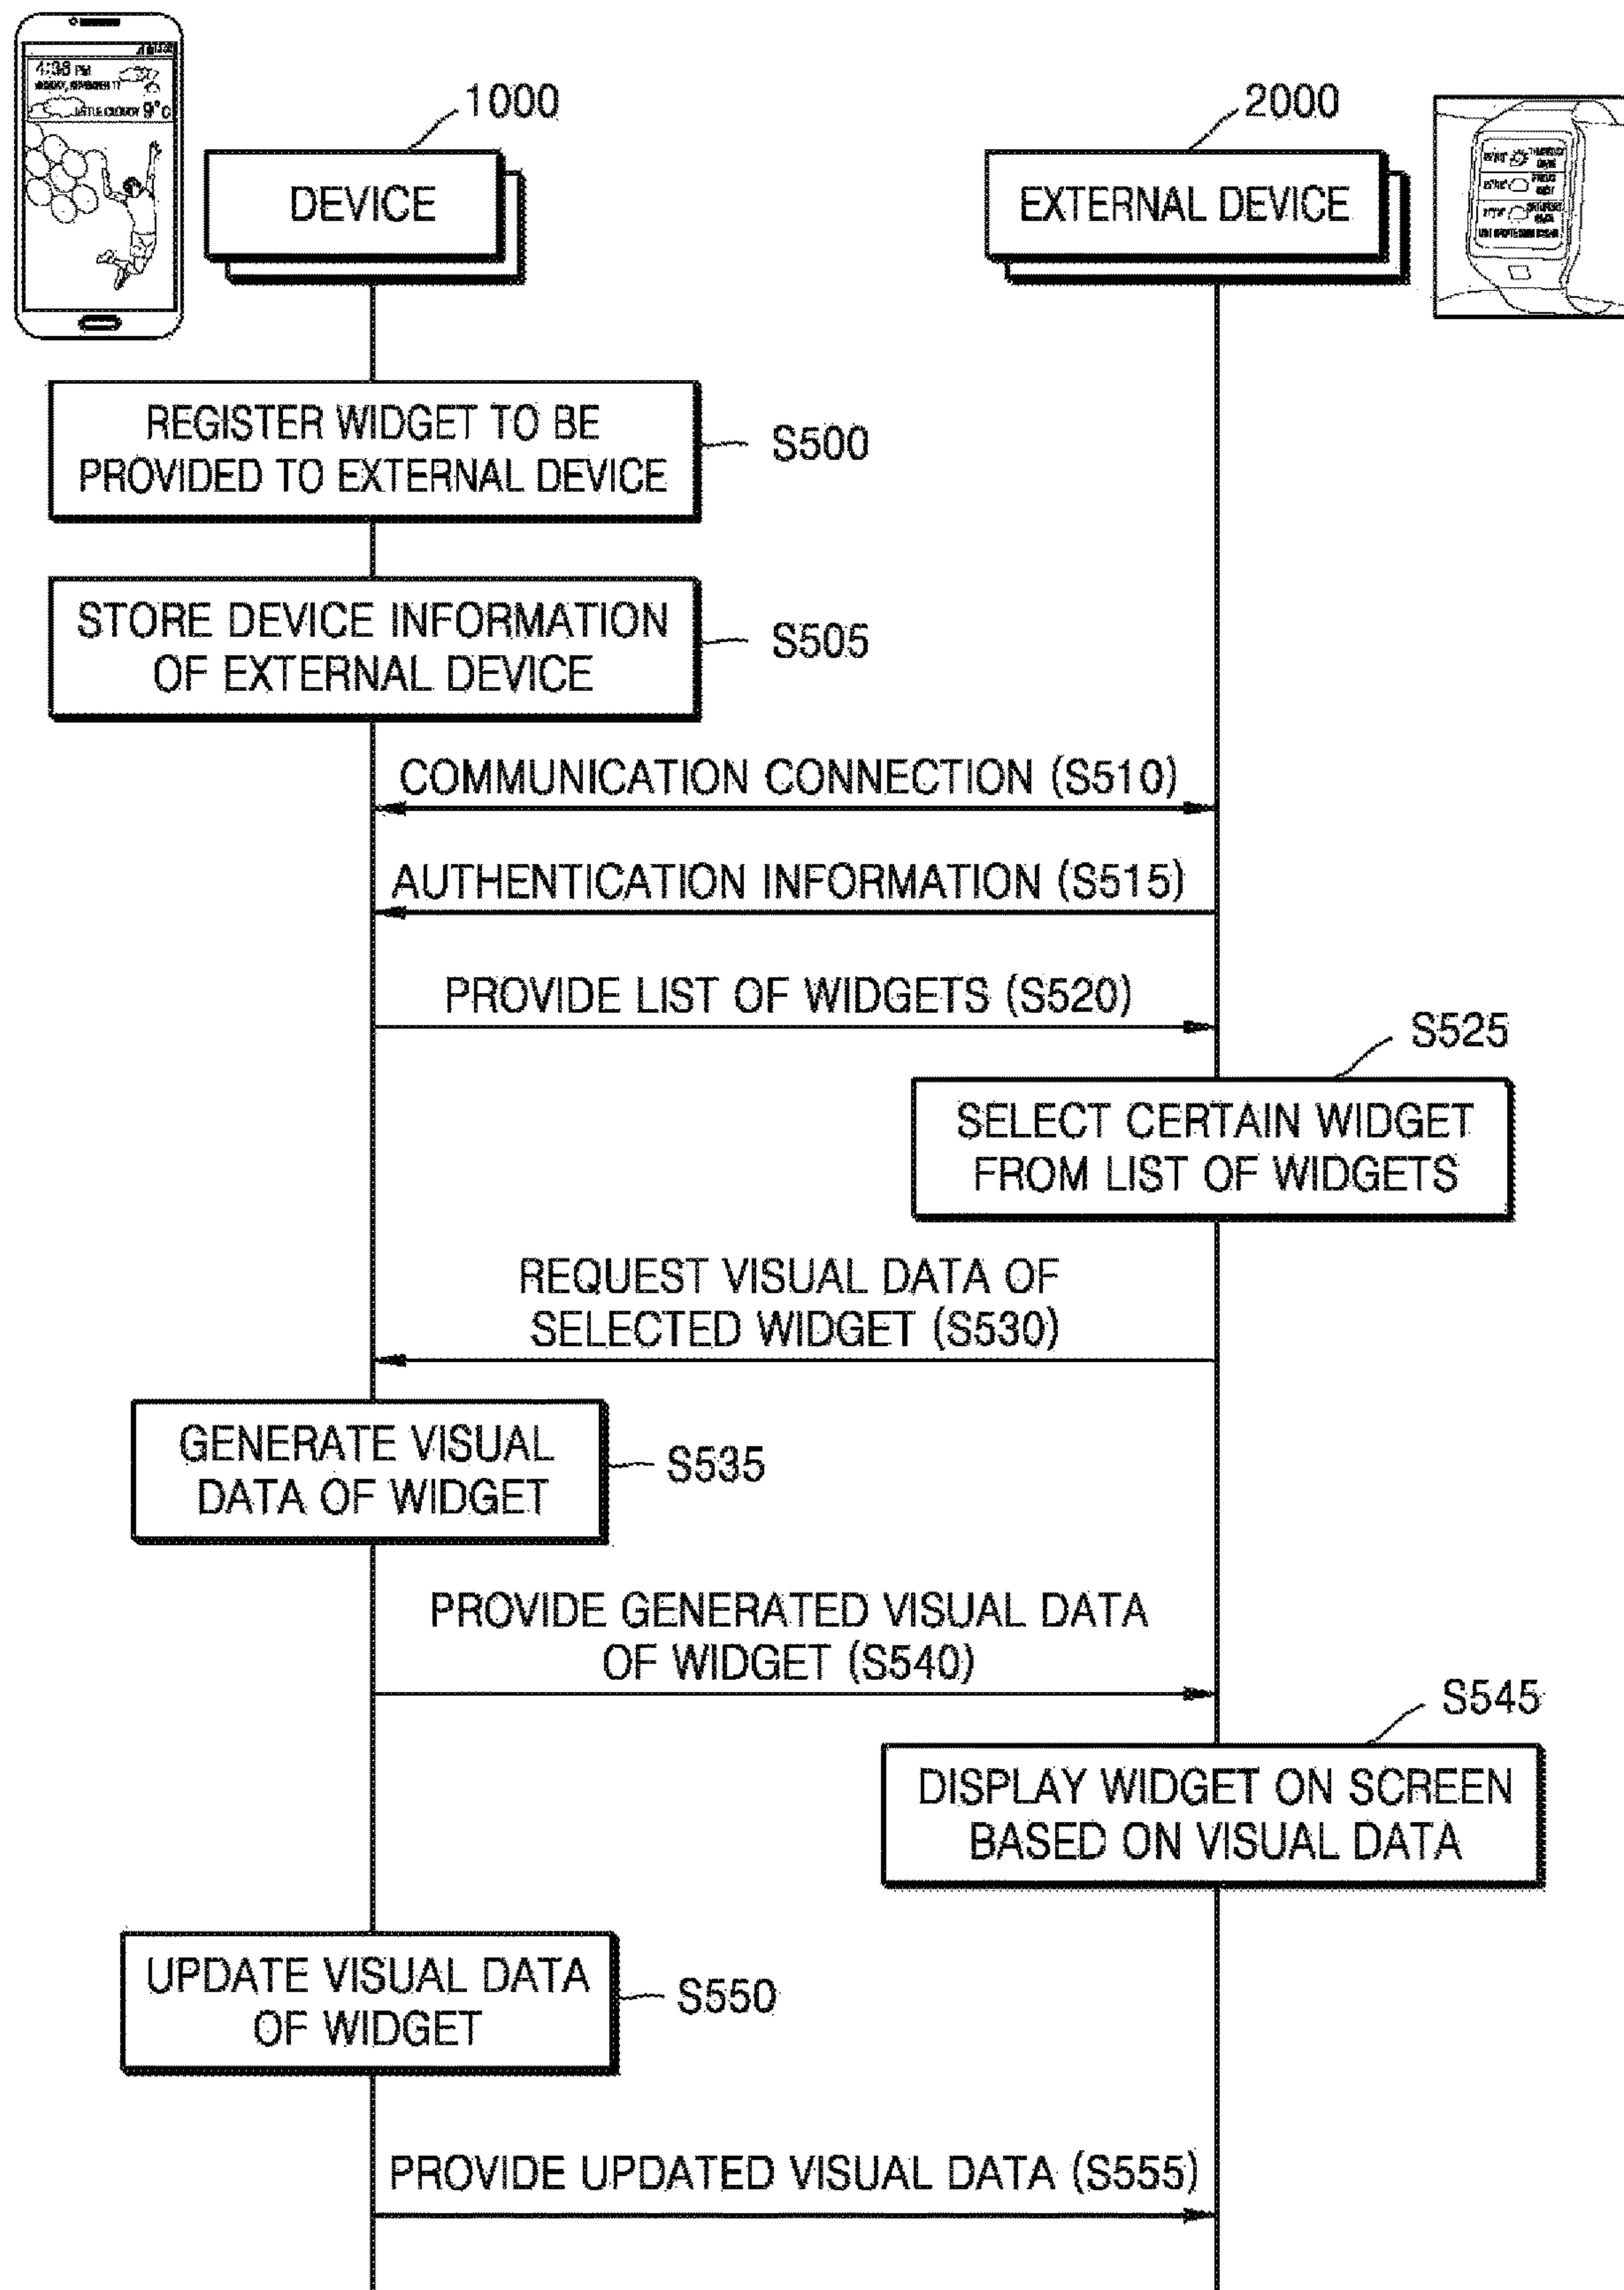 4:38 PM
9°C
1000
2000
DEVICE
EXTERNAL DEVICE
REGISTER WIDGET TO BE
PROVIDED TO EXTERNAL DEVICE
S500
STORE DEVICE INFORMATION
OF EXTERNAL DEVICE
S505
COMMUNICATION CONNECTION (S510)
AUTHENTICATION INFORMATION (S515)
PROVIDE LIST OF WIDGETS (S520)
S525
SELECT CERTAIN WIDGET
FROM LIST OF WIDGETS
REQUEST VISUAL DATA OF
SELECTED WIDGET (S530)
GENERATE VISUAL
DATA OF WIDGET
S535
PROVIDE GENERATED VISUAL DATA
OF WIDGET (S540)
S545
DISPLAY WIDGET ON SCREEN
BASED ON VISUAL DATA
UPDATE VISUAL DATA
OF WIDGET
S550
PROVIDE UPDATED VISUAL DATA (S555)